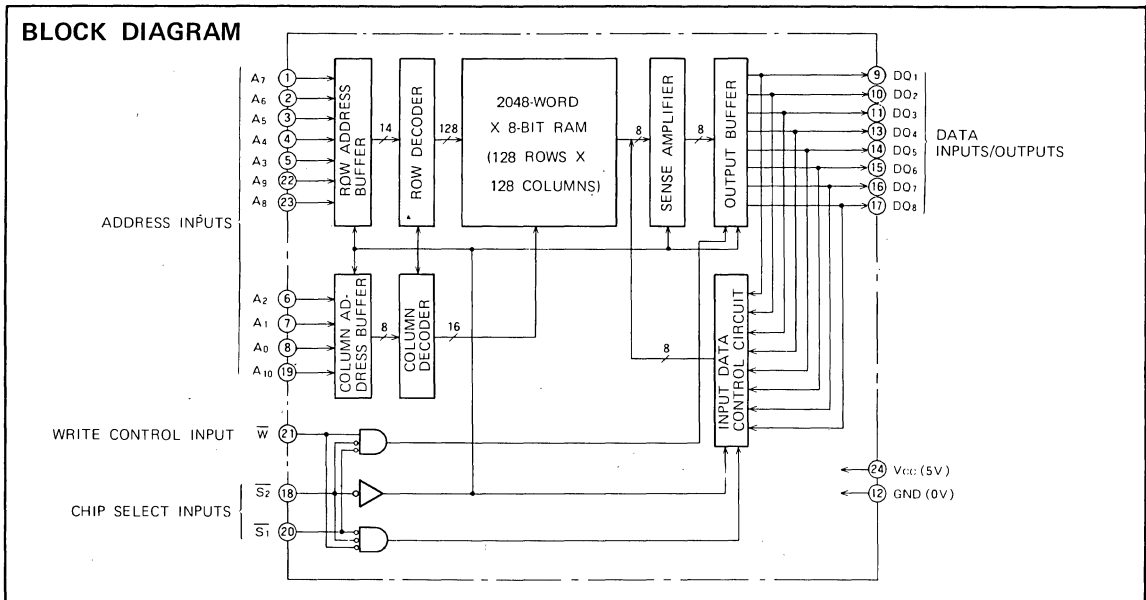 BLOCK DIAGRAM
ADDRESS INPUTS
A7 1
A6 2
A5 3
A4 4
A3 5
A9 22
A8 23
A2 6
A1 7
A0 8
A10 19
WRITE CONTROL INPUT W̅ 21
CHIP SELECT INPUTS
S̅2̅ 18
S̅1̅ 20
ROW ADDRESS
BUFFER
14
ROW DECODER
128
2048-WORD
X 8-BIT RAM
(128 ROWS X
128 COLUMNS)
8
SENSE AMPLIFIER
8
OUTPUT BUFFER
COLUMN AD-
DRESS BUFFER
8
COLUMN
DECODER
16
8
INPUT DATA
CONTROL CIRCUIT
9 DQ1
10 DQ2
11 DQ3
13 DQ4
14 DQ5
15 DQ6
16 DQ7
17 DQ8
DATA
INPUTS/OUTPUTS
24 VCC (5V)
12 GND (0V)